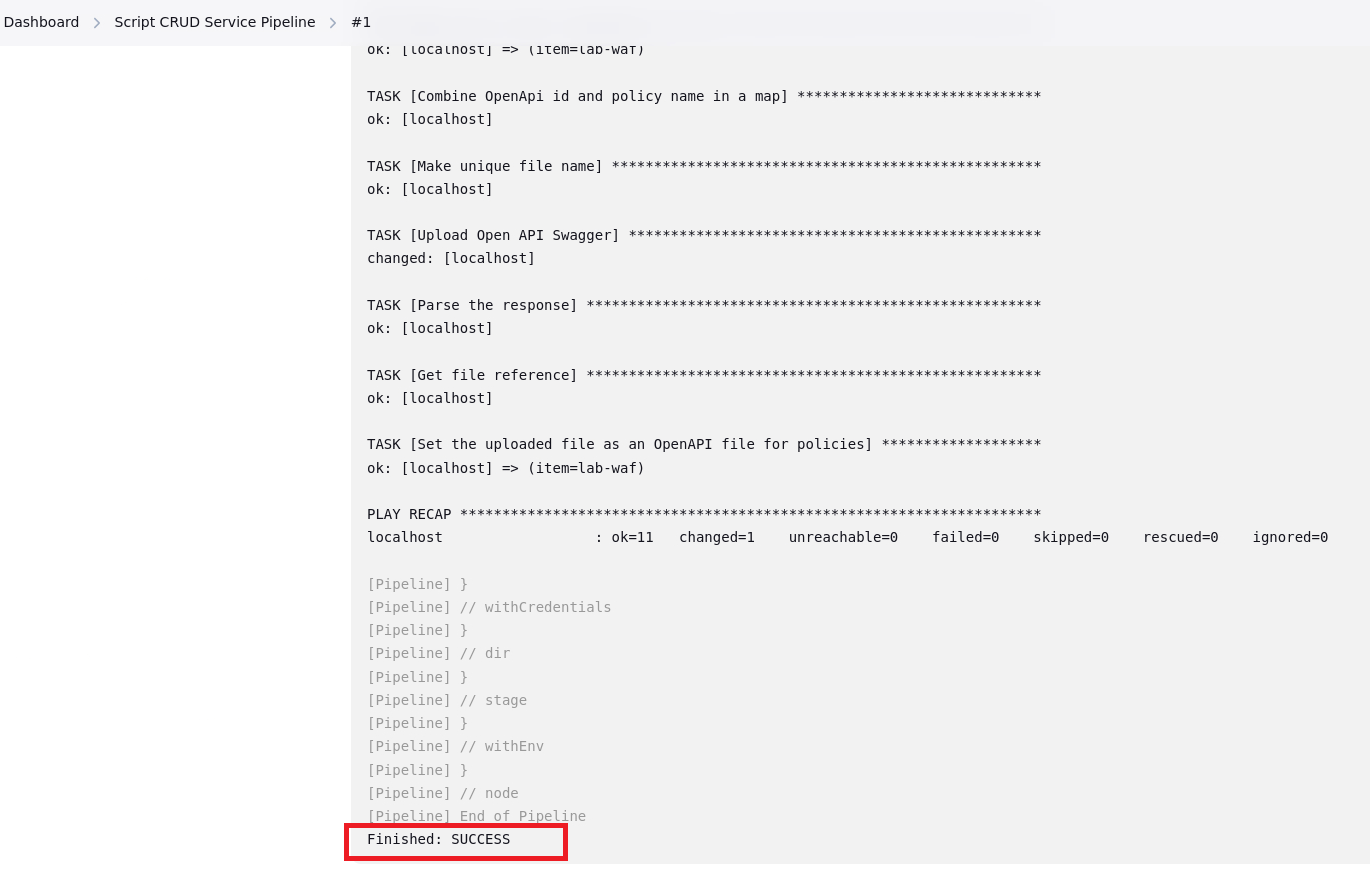 Dashboard > Script CRUD Service Pipeline > #1
ok: [localhost] => (item=lab-waf)
TASK [Combine OpenApi id and policy name in a map] *****************************
ok: [localhost]
TASK [Make unique file name] ***************************************************
ok: [localhost]
TASK [Upload Open API Swagger] *************************************************
changed: [localhost]
TASK [Parse the response] ******************************************************
ok: [localhost]
TASK [Get file reference] ******************************************************
ok: [localhost]
TASK [Set the uploaded file as an OpenAPI file for policies] *******************
ok: [localhost] => (item=lab-waf)
PLAY RECAP *********************************************************************
localhost                  : ok=11   changed=1    unreachable=0    failed=0    skipped=0    rescued=0    ignored=0
[Pipeline] }
[Pipeline] // withCredentials
[Pipeline] }
[Pipeline] // dir
[Pipeline] }
[Pipeline] // stage
[Pipeline] }
[Pipeline] // withEnv
[Pipeline] }
[Pipeline] // node
[Pipeline] End of Pipeline
Finished: SUCCESS